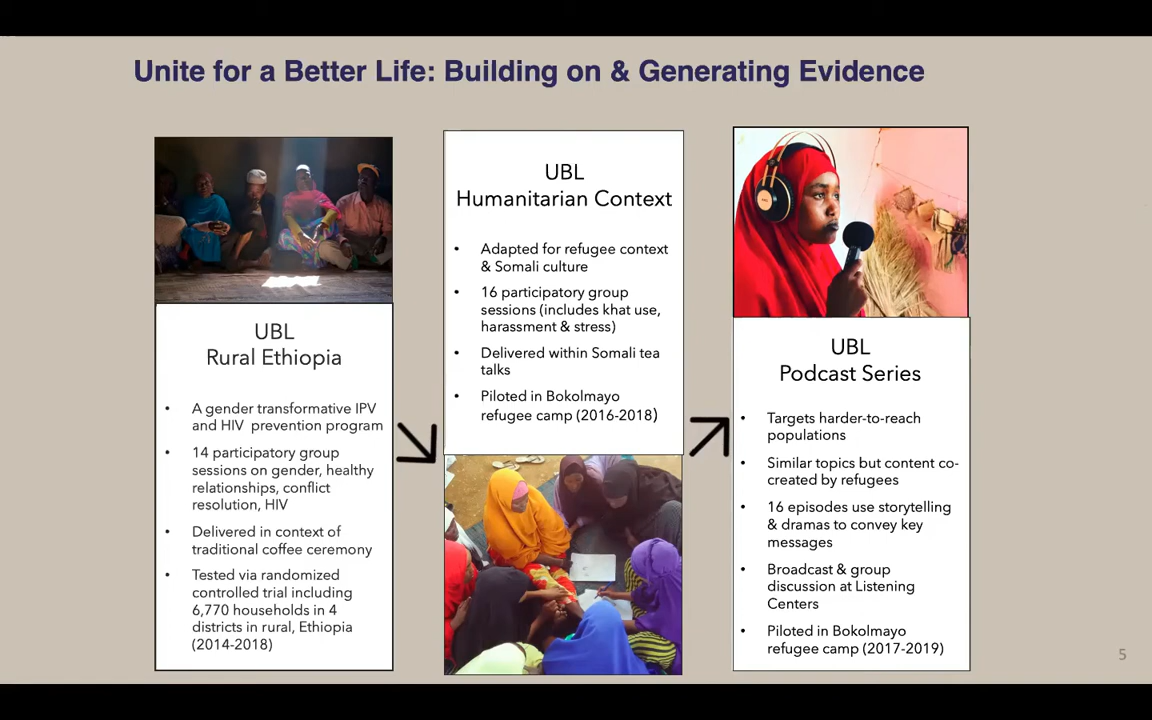 Unite for a Better Life: Building on & Generating Evidence
UBL
Rural Ethiopia
• A gender transformative IPV
and HIV prevention program
• 14 participatory group
sessions on gender, healthy
relationships, conflict
resolution, HIV
• Delivered in context of
traditional coffee ceremony
• Tested via randomized
controlled trial including
6,770 households in 4
districts in rural, Ethiopia
(2014-2018)
UBL
Humanitarian Context
• Adapted for refugee context
& Somali culture
• 16 participatory group
sessions (includes khat use,
harassment & stress)
• Delivered within Somali tea
talks
• Piloted in Bokolmayo
refugee camp (2016-2018)
UBL
Podcast Series
• Targets harder-to-reach
populations
• Similar topics but content co-
created by refugees
• 16 episodes use storytelling
& dramas to convey key
messages
• Broadcast & group
discussion at Listening
Centers
• Piloted in Bokolmayo
refugee camp (2017-2019)
5